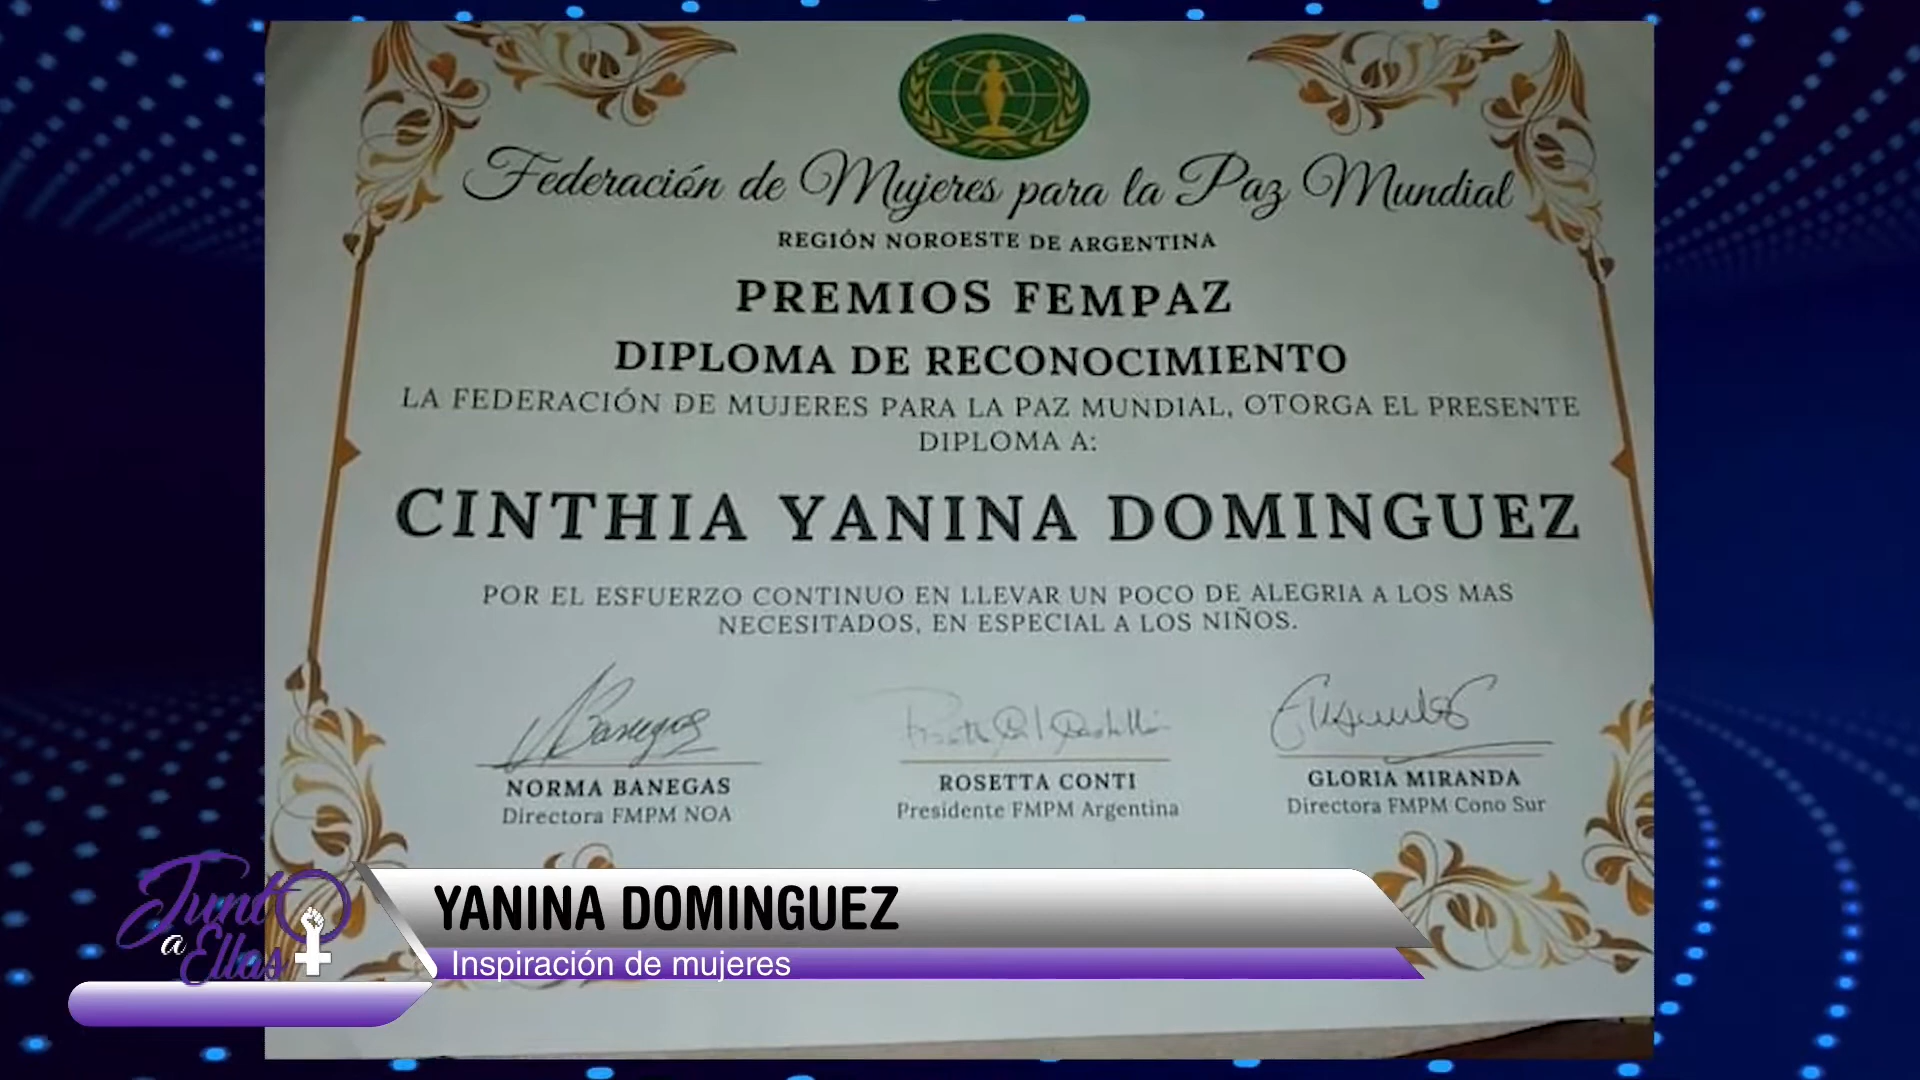 Federación de Mujeres para la Paz Mundial
REGIÓN NOROESTE DE ARGENTINA
PREMIOS FEMPAZ
DIPLOMA DE RECONOCIMIENTO
LA FEDERACIÓN DE MUJERES PARA LA PAZ MUNDIAL, OTORGA EL PRESENTE
DIPLOMA A:
CINTHIA YANINA DOMINGUEZ
POR EL ESFUERZO CONTINUO EN LLEVAR UN POCO DE ALEGRIA A LOS MAS
NECESITADOS, EN ESPECIAL A LOS NIÑOS.
NORMA BANEGAS
Directora FMPM NOA
ROSETTA CONTI
Presidente FMPM Argentina
GLORIA MIRANDA
Directora FMPM Cono Sur
Junto
a Ellas
YANINA DOMINGUEZ
Inspiración de mujeres